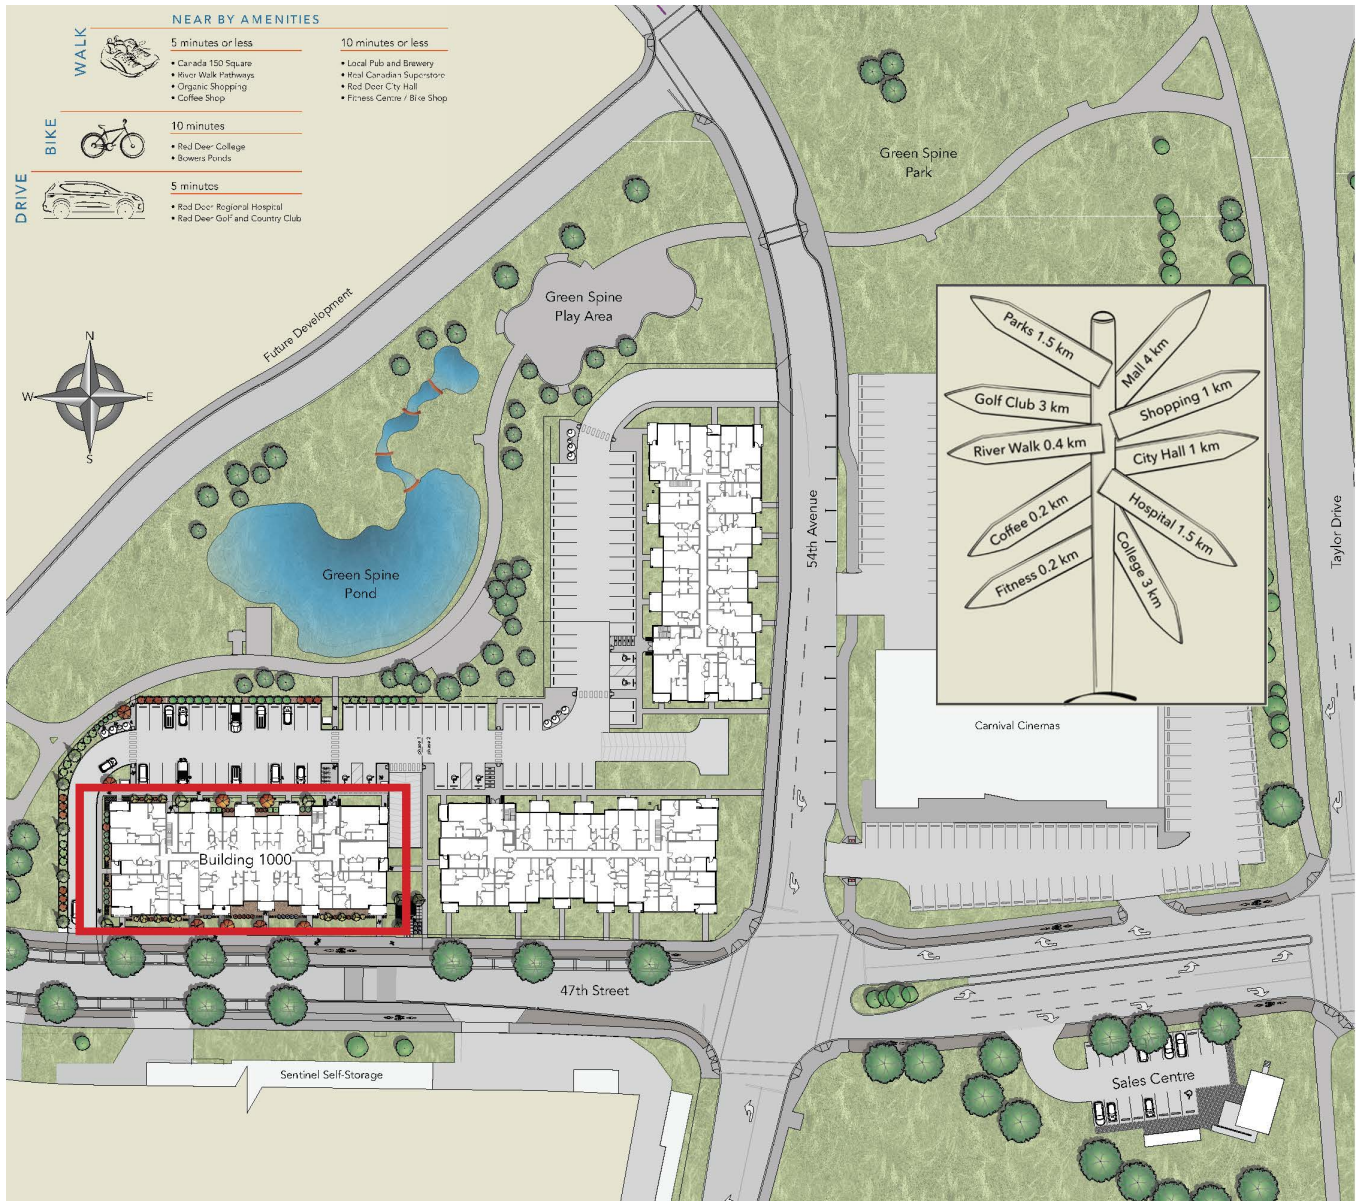 NEAR BY AMENITIES
WALK
5 minutes or less
• Canada 150 Square
• River Walk Pathways
• Organic Shopping
• Coffee Shop
10 minutes or less
• Local Pub and Brewery
• Real Canadian Superstore
• Red Deer City Hall
• Fitness Centre / Bike Shop
BIKE
10 minutes
• Red Deer College
• Bowers Ponds
DRIVE
5 minutes
• Red Deer Regional Hospital
• Red Deer Golf and Country Club
Green Spine
Park
Green Spine
Play Area
Future Development
N
W
E
S
Parks 1.5 km
Mall 4 km
Golf Club 3 km
Shopping 1 km
River Walk 0.4 km
City Hall 1 km
Coffee 0.2 km
Hospital 1.5 km
Fitness 0.2 km
College 3 km
54th Avenue
Taylor Drive
Green Spine
Pond
Carnival Cinemas
phase 1
phase 2
Building 1000
47th Street
Sentinel Self-Storage
Sales Centre